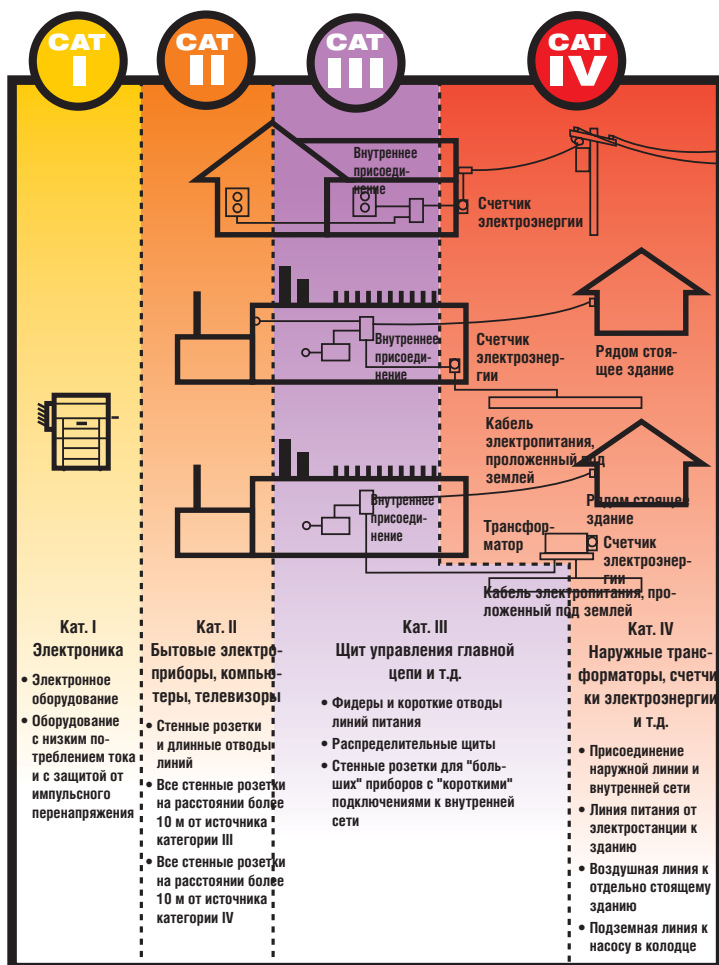 CAT
I
CAT
II
CAT
III
CAT
IV
Внутреннее
присоеди-
нение
Счетчик
электроэнергии
Внутреннее
присоеди-
нение
Счетчик
электроэнер-
гии
Рядом стоя-
щее здание
Кабель
электропитания,
проложенный под
землей
Внутреннее
присоеди-
нение
Рядом стоящее
здание
Трансфор-
матор
Счетчик
электроэнер-
гии
Кабель электропитания, про-
ложенный под землей
Кат. I
Электроника
• Электронное
оборудование
• Оборудование
с низким по-
треблением тока
и с защитой от
импульсного
перенапряжения
Кат. II
Бытовые электро-
приборы, компью-
теры, телевизоры
• Стенные розетки
и длинные отводы
линий
• Все стенные розетки
на расстоянии более
10 м от источника
категории III
• Все стенные розетки
на расстоянии более
10 м от источника
категории IV
Кат. III
Щит управления главной
цепи и т.д.
• Фидеры и короткие отводы
линий питания
• Распределительные щиты
• Стенные розетки для "боль-
ших" приборов с "короткими"
подключениями к внутренней
сети
Кат. IV
Наружные транс-
форматоры, счетчи
ки электроэнергии
и т.д.
• Присоединение
наружной линии и
внутренней сети
• Линия питания от
электростанции к
зданию
• Воздушная линия к
отдельно стоящему
зданию
• Подземная линия к
насосу в колодце